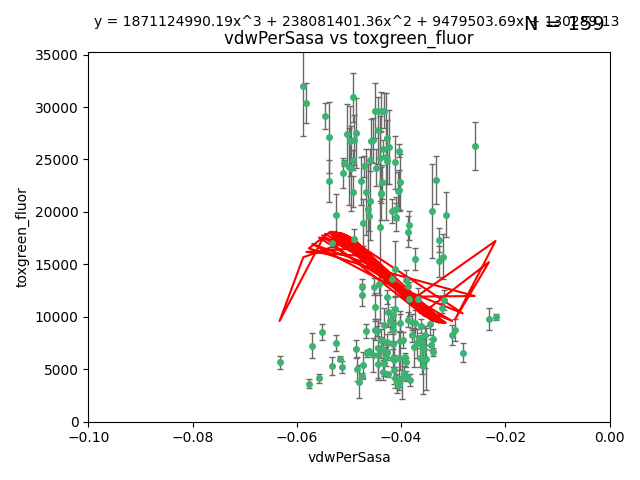 y = 1871124990.19x^3 + 238081401.36x^2 + 9479503.69x +
N = 159
vdwPerSasa vs toxgreen_fluor
35000
30000
25000
20000
15000
10000
5000
0
toxgreen_fluor
−0.10 −0.08 −0.06 −0.04 −0.02 0.00
vdwPerSasa